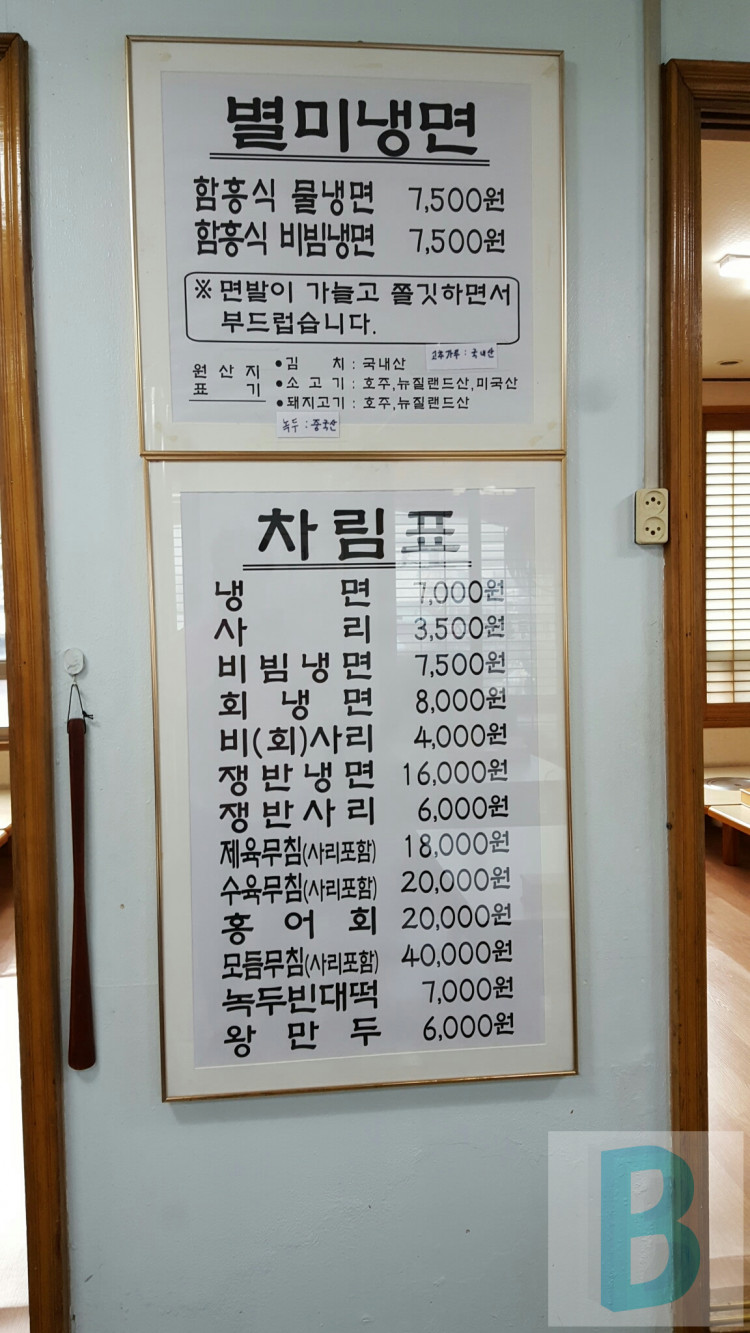 별미냉면
함흥식 물냉면 7,500원
함흥식 비빔냉면 7,500원
※ 면발이 가늘고 쫄깃하면서
부드럽습니다.
원산지
표기
• 김 치 : 국내산
고추가루 : 국내산
• 소고기 : 호주,뉴질랜드산,미국산
• 돼지고기 : 호주,뉴질랜드산
녹두 : 중국산
차림표
냉 면 7,000원
사 리 3,500원
비빔냉면 7,500원
회 냉 면 8,000원
비(회)사리 4,000원
쟁반냉면 16,000원
쟁반사리 6,000원
제육무침(사리포함) 18,000원
수육무침(사리포함) 20,000원
홍 어 회 20,000원
모듬무침(사리포함) 40,000원
녹두빈대떡 7,000원
왕 만 두 6,000원
B